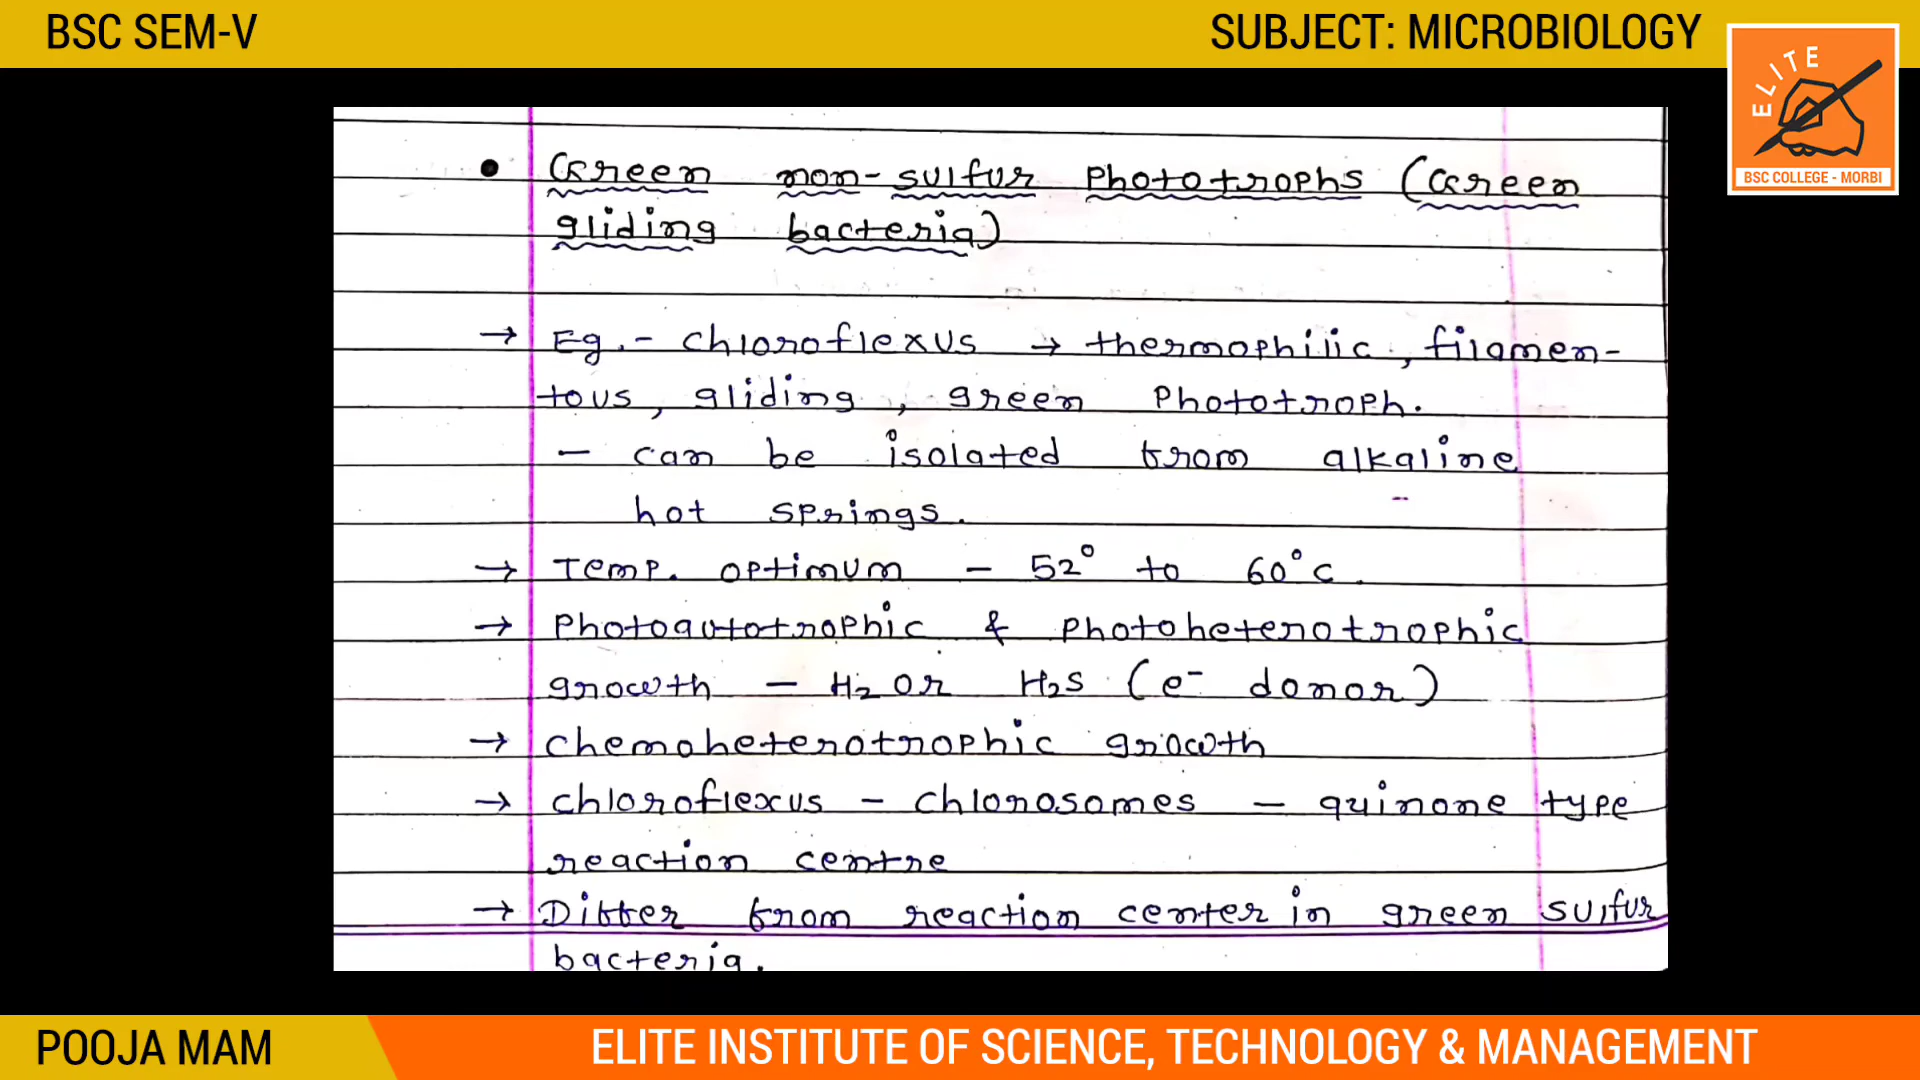 BSC SEM-V
SUBJECT: MICROBIOLOGY
ELITE
BSC COLLEGE - MORBI
• Green non-sulfur Phototrophs (Green
gliding bacteria)
→ Eg.- chloroflexus → thermophilic, filamen-
tous, gliding, green Phototroph.
- can be isolated from alkaline
hot springs.
→ Temp. optimum - 52° to 60°c.
→ Photoautotrophic & Photoheterotrophic
growth - H₂ or H₂S (e⁻ donor)
→ chemoheterotrophic growth
→ chloroflexus - chlorosomes - quinone type
reaction centre
→ Differ from reaction center in green sulfur
bacteria.
POOJA MAM
ELITE INSTITUTE OF SCIENCE, TECHNOLOGY & MANAGEMENT